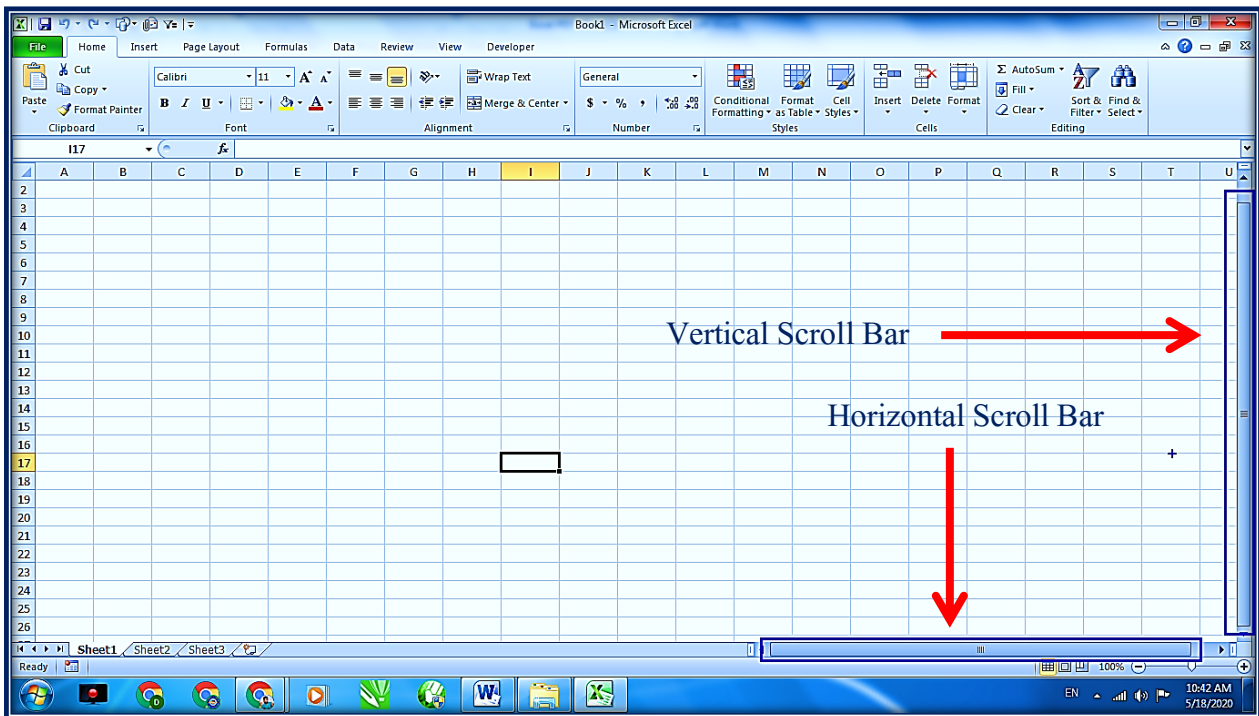 Book1 - Microsoft Excel
File Home Insert Page Layout Formulas Data Review View Developer
Cut
Copy
Format Painter
Paste
Clipboard
Calibri 11
B I U
Font
Wrap Text
Merge & Center
Alignment
General
$ % ,
Number
Conditional Formatting
Format as Table
Cell Styles
Styles
Insert Delete Format
Cells
Σ AutoSum
Fill
Clear
Sort & Filter
Find & Select
Editing
I17 fx
A B C D E F G H I J K L M N O P Q R S T U
2
3
4
5
6
7
8
9
10
Vertical Scroll Bar
11
12
13
14
Horizontal Scroll Bar
15
16
17
18
19
20
21
22
23
24
25
26
Sheet1 Sheet2 Sheet3
Ready 100%
EN 10:42 AM
5/18/2020